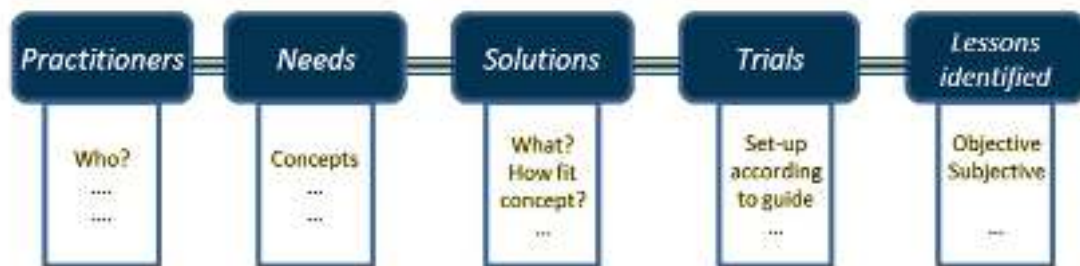 Practitioners
Needs
Solutions
Trials
Lessons
identified
Who?
....
....
Concepts
...
...
What?
How fit
concept?
...
Set-up
according
to guide
...
Objective
Subjective
...